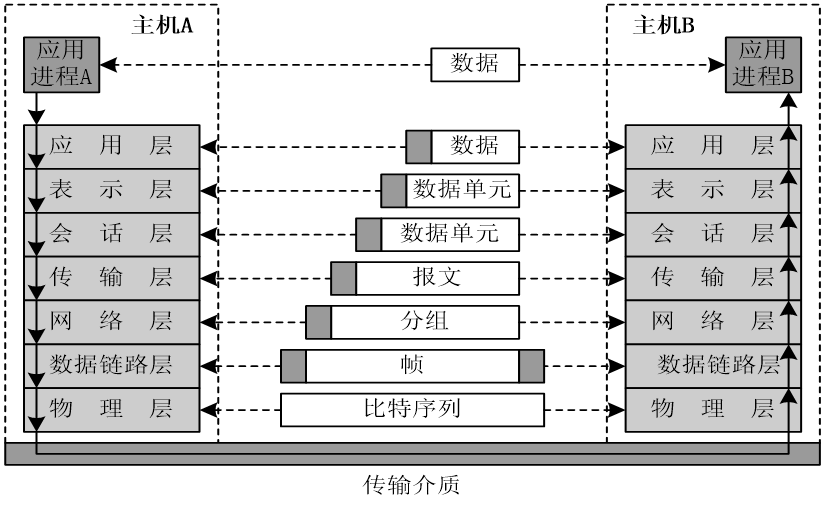 主机A
主机B
应用
进程A
数据
应用
进程B
应用层
数据
应用层
表示层
数据单元
表示层
会话层
数据单元
会话层
传输层
报文
传输层
网络层
分组
网络层
数据链路层
帧
数据链路层
物理层
比特序列
物理层
传输介质